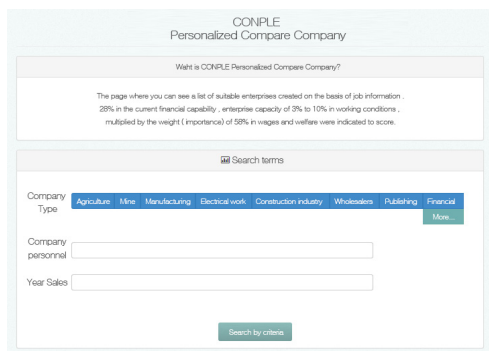 CONPLE
Personalized Compare Company
Waht is CONPLE Personalized Compare Company?
The page where you can see a list of suitable enterprises created on the basis of job information .
28% in the current financial capability , enterprise capacity of 3% to 10% in working conditions ,
multiplied by the weight ( importance) of 58% in wages and welfare were indicated to score.
Search terms
Company Type
Agriculture Mine Manufacturing Electrical work Construction industry Wholesalers Publishing Financial
More...
Company
personnel
Year Sales
Search by criteria